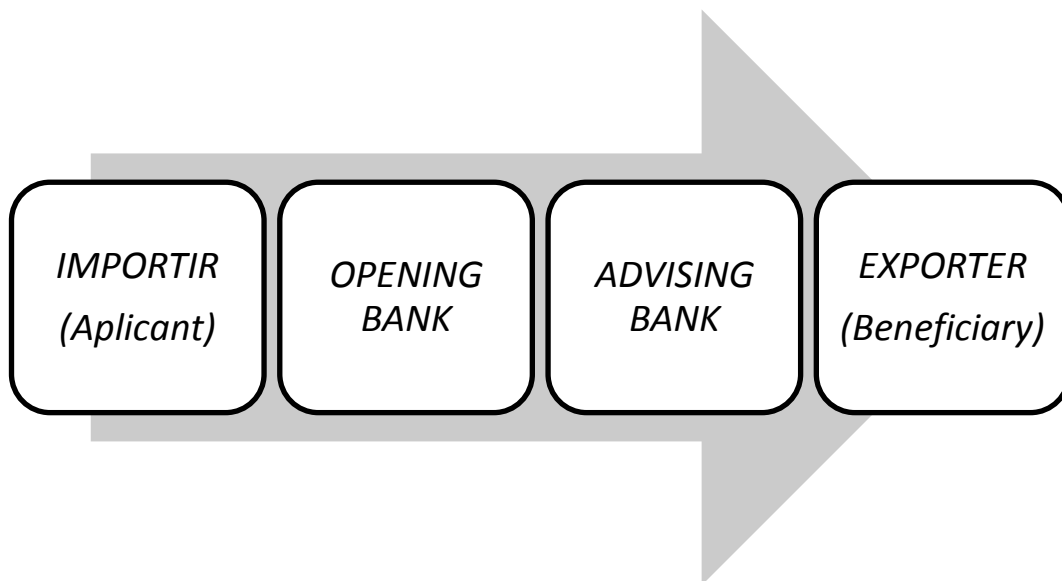 IMPORTIR
(Aplicant)
OPENING
BANK
ADVISING
BANK
EXPORTER
(Beneficiary)